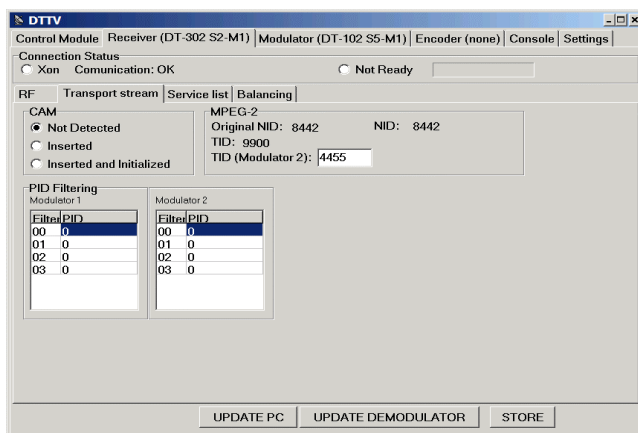 DTTV
Control Module Receiver (DT-302 S2-M1) Modulator (DT-102 S5-M1) Encoder (none) Console Settings
Connection Status
Xon Comunication: OK Not Ready
RF Transport stream Service list Balancing
CAM
Not Detected
Inserted
Inserted and Initialized
MPEG-2
Original NID: 8442 NID: 8442
TID: 9900
TID (Modulator 2): 4455
PID Filtering
Modulator 1
Filter PID
00 0
01 0
02 0
03 0
Modulator 2
Filter PID
00 0
01 0
02 0
03 0
UPDATE PC UPDATE DEMODULATOR STORE